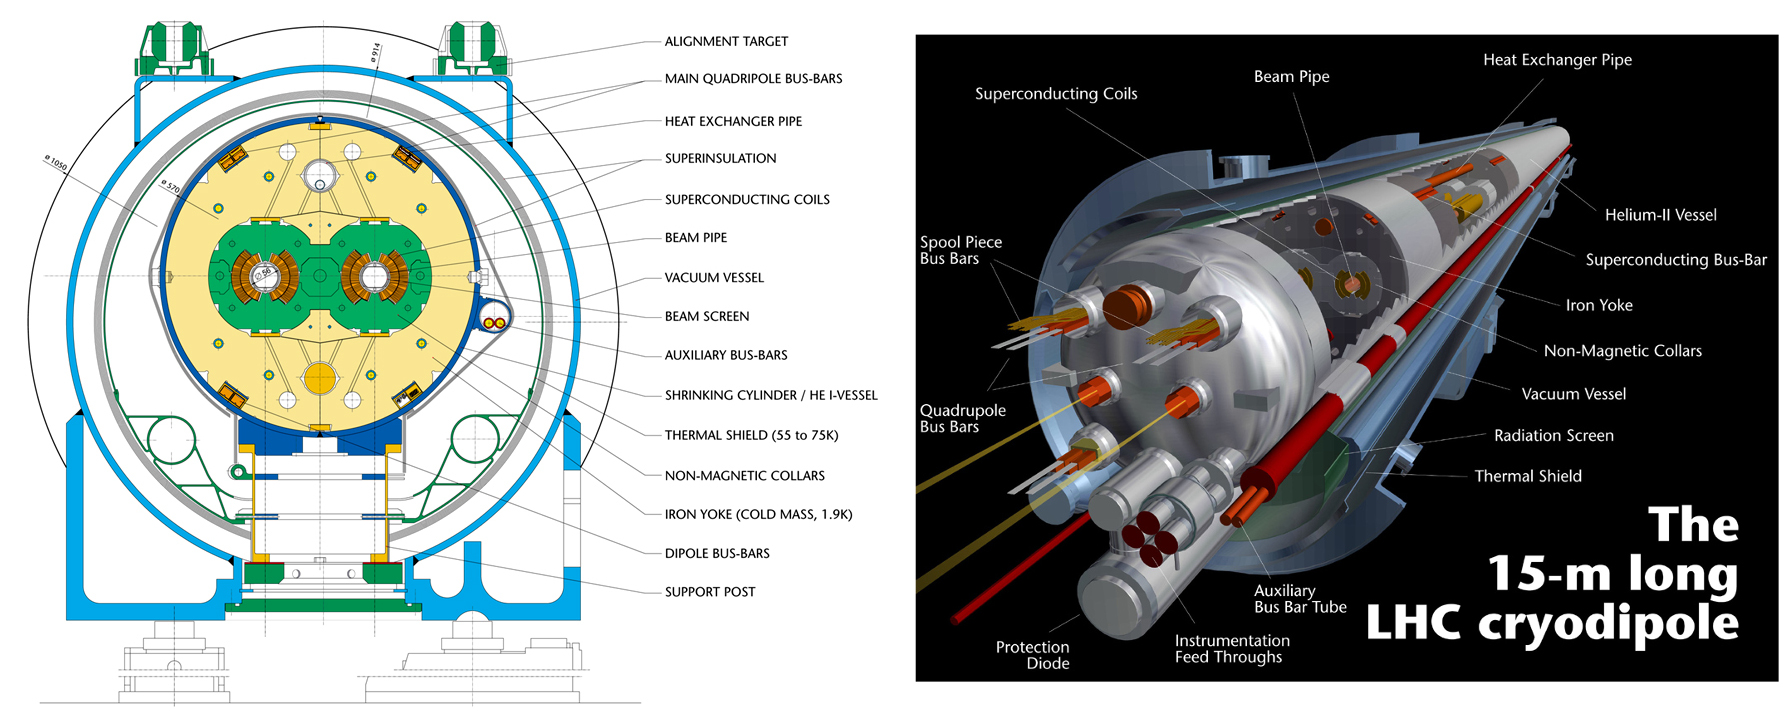 ALIGNMENT TARGET
MAIN QUADRIPOLE BUS-BARS
HEAT EXCHANGER PIPE
SUPERINSULATION
SUPERCONDUCTING COILS
BEAM PIPE
VACUUM VESSEL
BEAM SCREEN
AUXILIARY BUS-BARS
SHRINKING CYLINDER / HE I-VESSEL
THERMAL SHIELD (55 to 75K)
NON-MAGNETIC COLLARS
IRON YOKE (COLD MASS, 1.9K)
DIPOLE BUS-BARS
SUPPORT POST
ø 914
ø 1050
ø 570
ø 56
Heat Exchanger Pipe
Beam Pipe
Superconducting Coils
Helium-II Vessel
Spool Piece
Bus Bars
Superconducting Bus-Bar
Iron Yoke
Non-Magnetic Collars
Vacuum Vessel
Quadrupole
Bus Bars
Radiation Screen
Thermal Shield
The
15-m long
LHC cryodipole
Auxiliary
Bus Bar Tube
Instrumentation
Feed Throughs
Protection
Diode